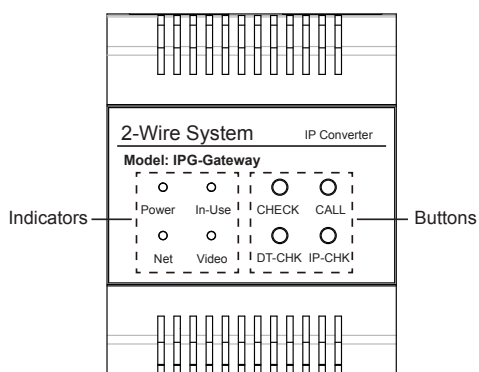 2-Wire System IP Converter
Model: IPG-Gateway
Power In-Use CHECK CALL
Indicators Buttons
Net Video DT-CHK IP-CHK